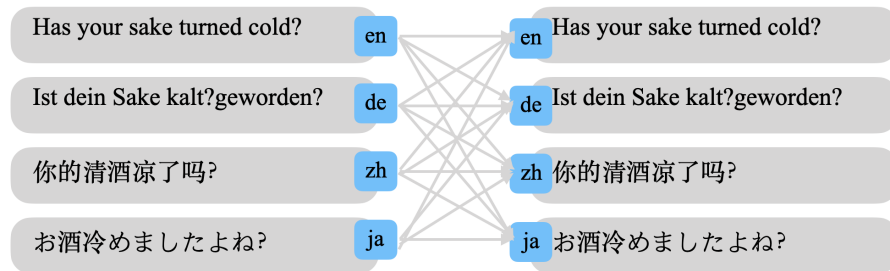 Has your sake turned cold? en en Has your sake turned cold?
Ist dein Sake kalt?geworden? de de Ist dein Sake kalt?geworden?
你的清酒凉了吗? zh zh 你的清酒凉了吗?
お酒冷めましたよね? ja ja お酒冷めましたよね?